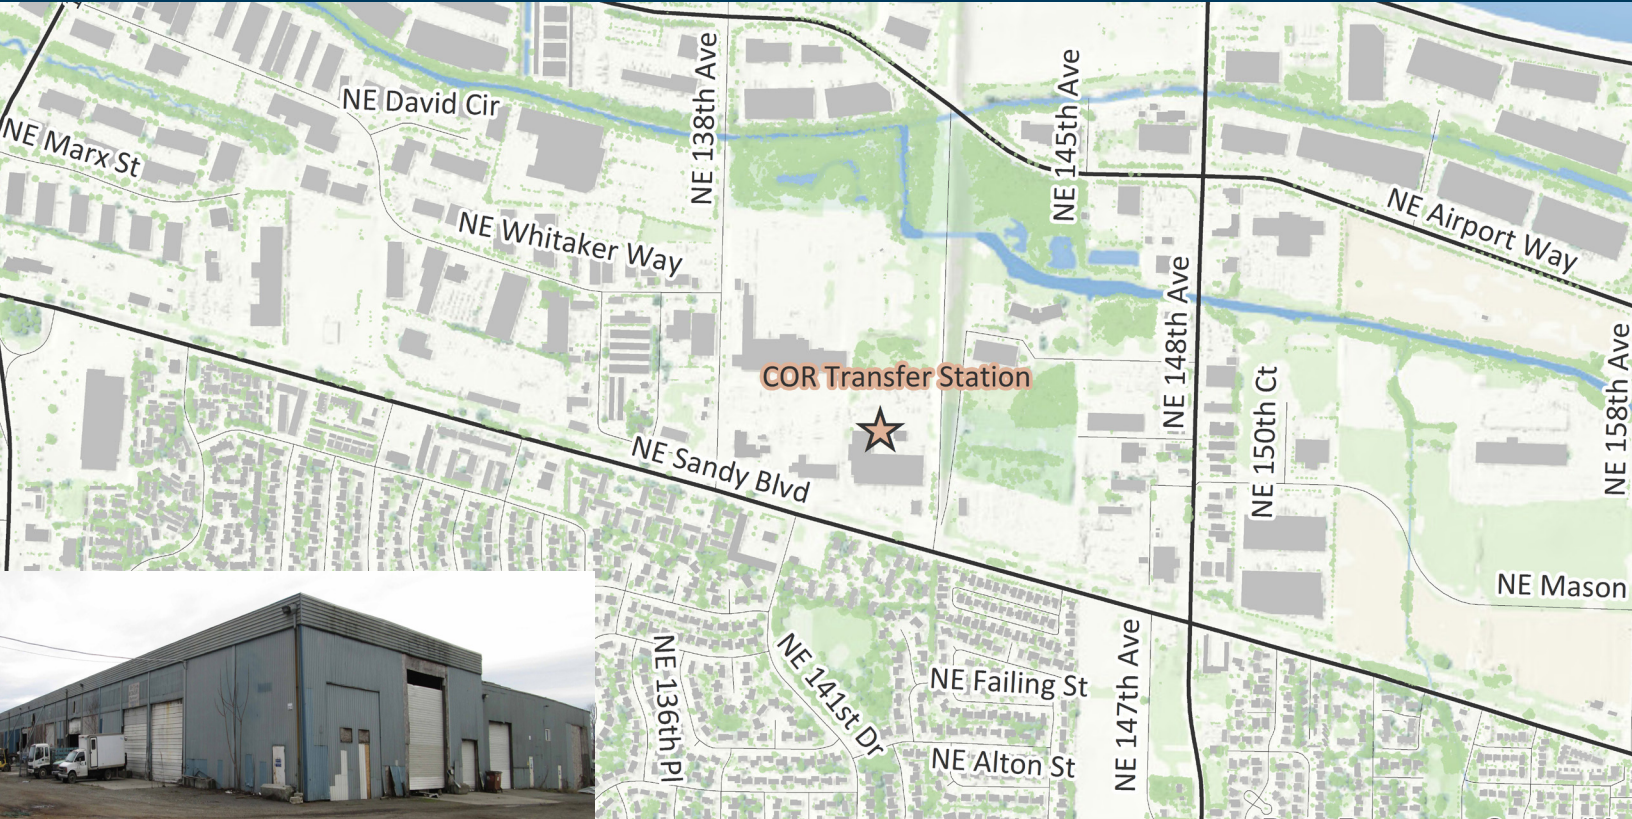 NE David Cir
NE 138th Ave
NE 145th Ave
NE Marx St
NE Whitaker Way
NE Airport Way
NE 148th Ave
COR Transfer Station
NE 150th Ct
NE 158th Ave
NE Sandy Blvd
NE Mason
NE 136th Pl
NE 141st Dr
NE Failing St
NE 147th Ave
NE Alton St